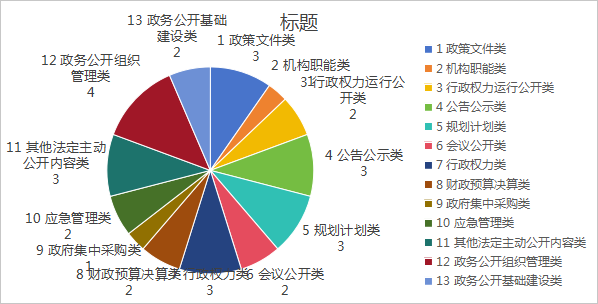 标题
1 政策文件类
3
2 机构职能类
1
3 行政权力运行公
开类
2
4 公告公示类
3
5 规划计划类
3
6 会议公开类
2
7 行政权力类
3
8 财政预算决算类
2
9 政府集中采购类
1
10 应急管理类
2
11 其他法定主动
公开内容类
3
12 政务公开组织
管理类
4
13 政务公开基础
建设类
2
1 政策文件类
2 机构职能类
3 行政权力运行公开类
4 公告公示类
5 规划计划类
6 会议公开类
7 行政权力类
8 财政预算决算类
9 政府集中采购类
10 应急管理类
11 其他法定主动公开内容类
12 政务公开组织管理类
13 政务公开基础建设类